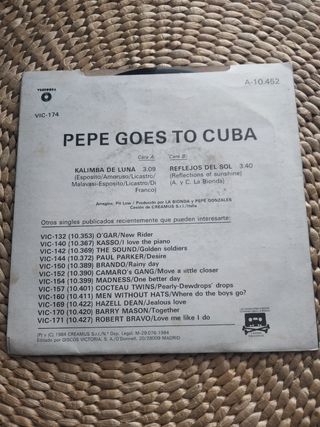 VICTORIA
VIC-174
A-10.452
PEPE GOES TO CUBA
Cara A:
Cara B:
KALIMBA DE LUNA 3.09
(Esposito/Amoruso/Licastro/
Malavasi-Esposito/Licastro/Di
Franco)
REFLEJOS DEL SOL 3.40
(Reflections of sunshine)
(A. y C. La Bionda)
Arreglos: Pit Low / Producido por LA BIONDA y PEPE GONZALES
Cesión de CREAMUS S.r.l./Italia
Otros singles publicados recientemente que pueden interesarte:
VIC-132 (10.353) O'GAR/New Rider
VIC-140 (10.367) KASSO/I love the piano
VIC-142 (10.369) THE SOUND/Golden soldiers
VIC-144 (10.372) PAUL PARKER/Desire
VIC-150 (10.389) BRANDO/Rainy day
VIC-152 (10.390) CAMARO's GANG/Move a sittle closer
VIC-154 (10.399) MADNESS/One better day
VIC-157 (10.401) COCTEAU TWINS/Pearly-Dewdrops' drops
VIC-160 (10.411) MEN WITHOUT HATS/Where do the boys go?
VIC-169 (10.422) HAZELL DEAN/Jealous love
VIC-170 (10.420) BARRY MASON/Together
VIC-171 (10.427) ROBERT BRAVO/Love me like I do
(P) y (C) 1984 CREAMUS S.r.l./Nº Dep. Legal: M-29.076-1984
Editado por DISCOS VICTORIA, S. A./O'Donnell, 20/28009 MADRID